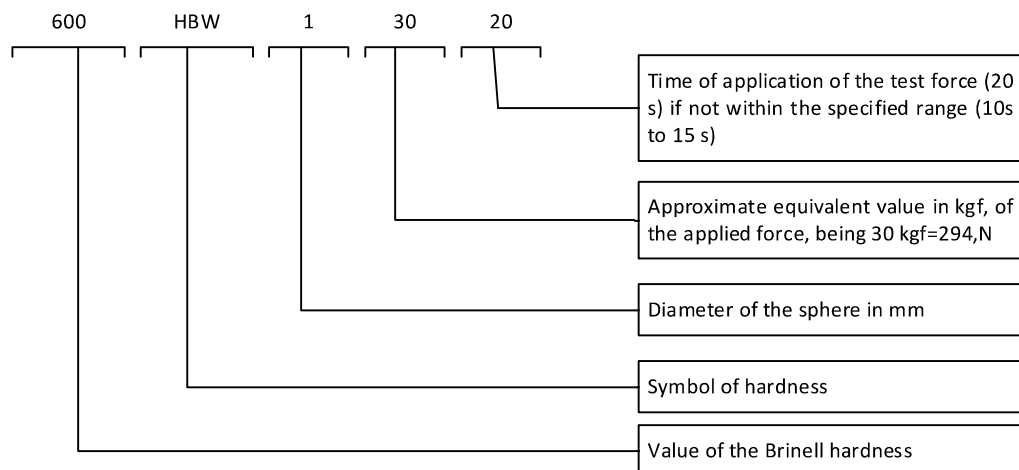 600 HBW 1 30 20
Time of application of the test force (20
s) if not within the specified range (10s
to 15 s)
Approximate equivalent value in kgf, of
the applied force, being 30 kgf=294,N
Diameter of the sphere in mm
Symbol of hardness
Value of the Brinell hardness